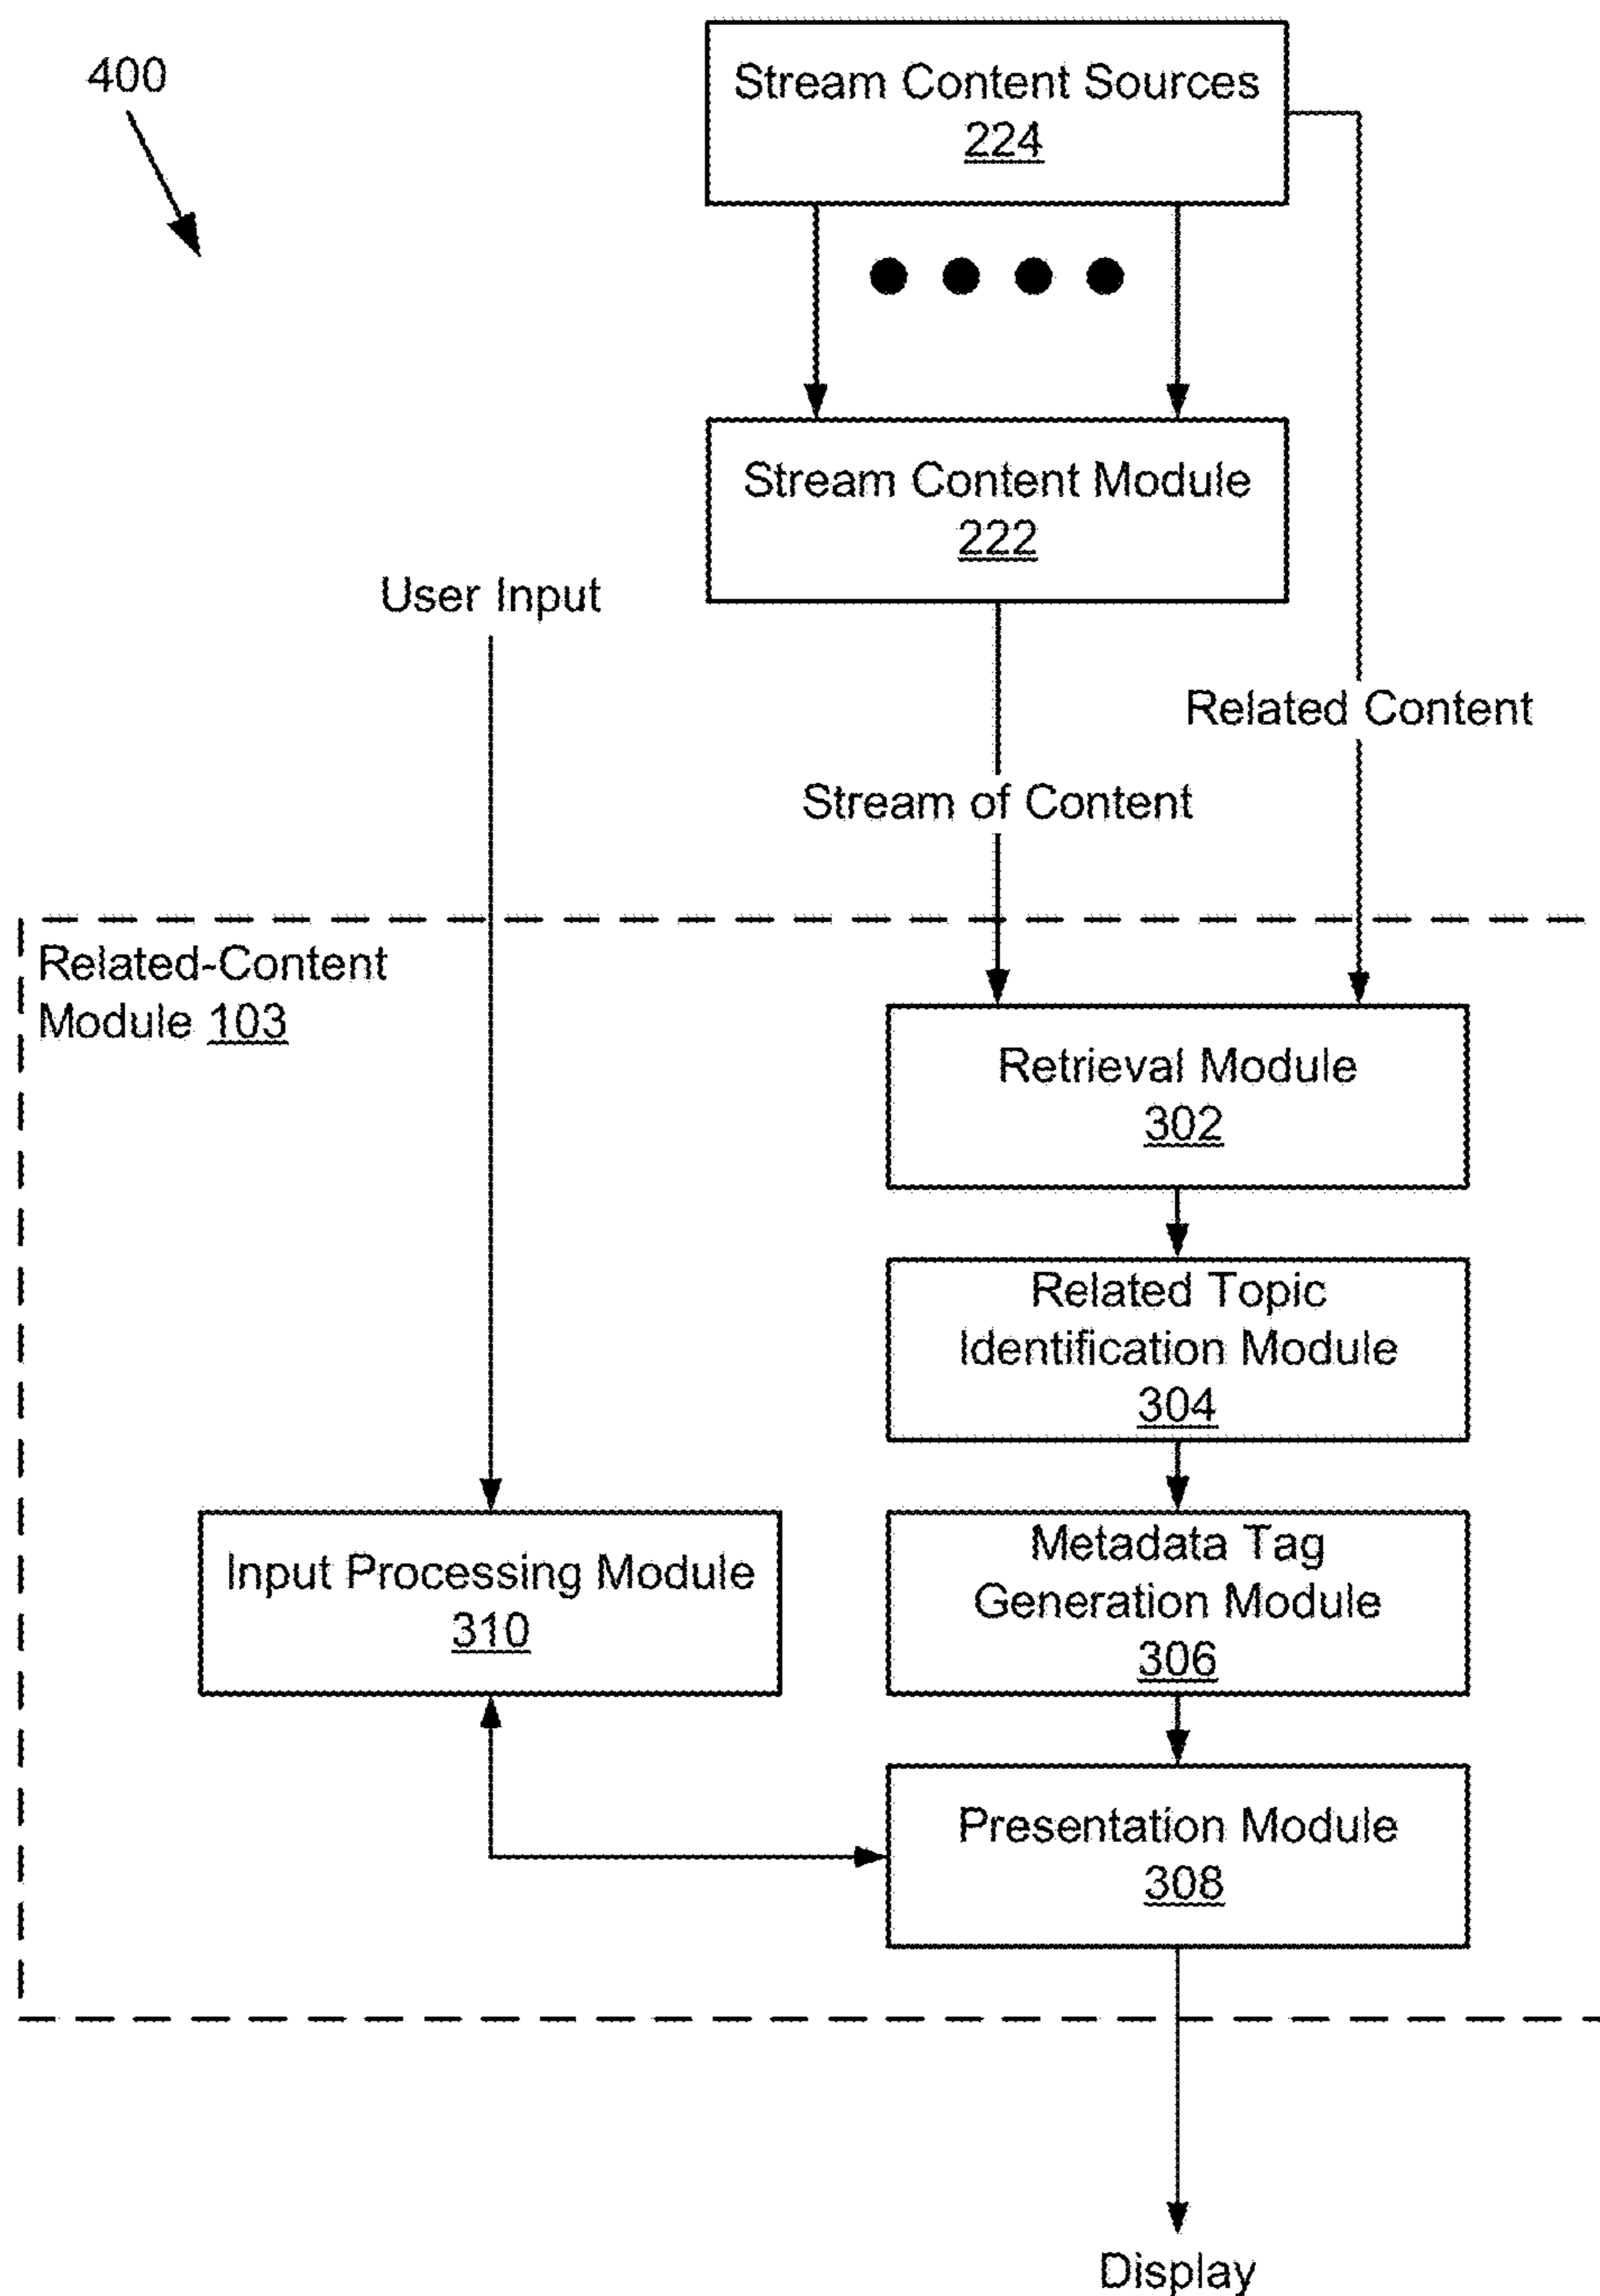 400
Stream Content Sources
224
Stream Content Module
222
User Input
Related Content
Stream of Content
Related-Content
Module 103
Retrieval Module
302
Related Topic
Identification Module
304
Input Processing Module
310
Metadata Tag
Generation Module
306
Presentation Module
308
Display